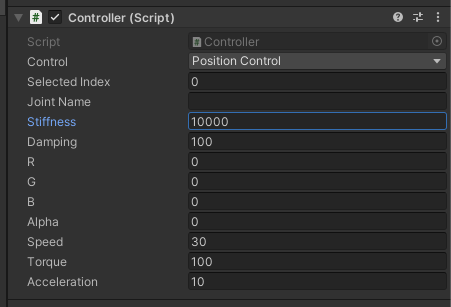 Controller (Script)
Script Controller
Control Position Control
Selected Index 0
Joint Name
Stiffness 10000
Damping 100
R 0
G 0
B 0
Alpha 0
Speed 30
Torque 100
Acceleration 10